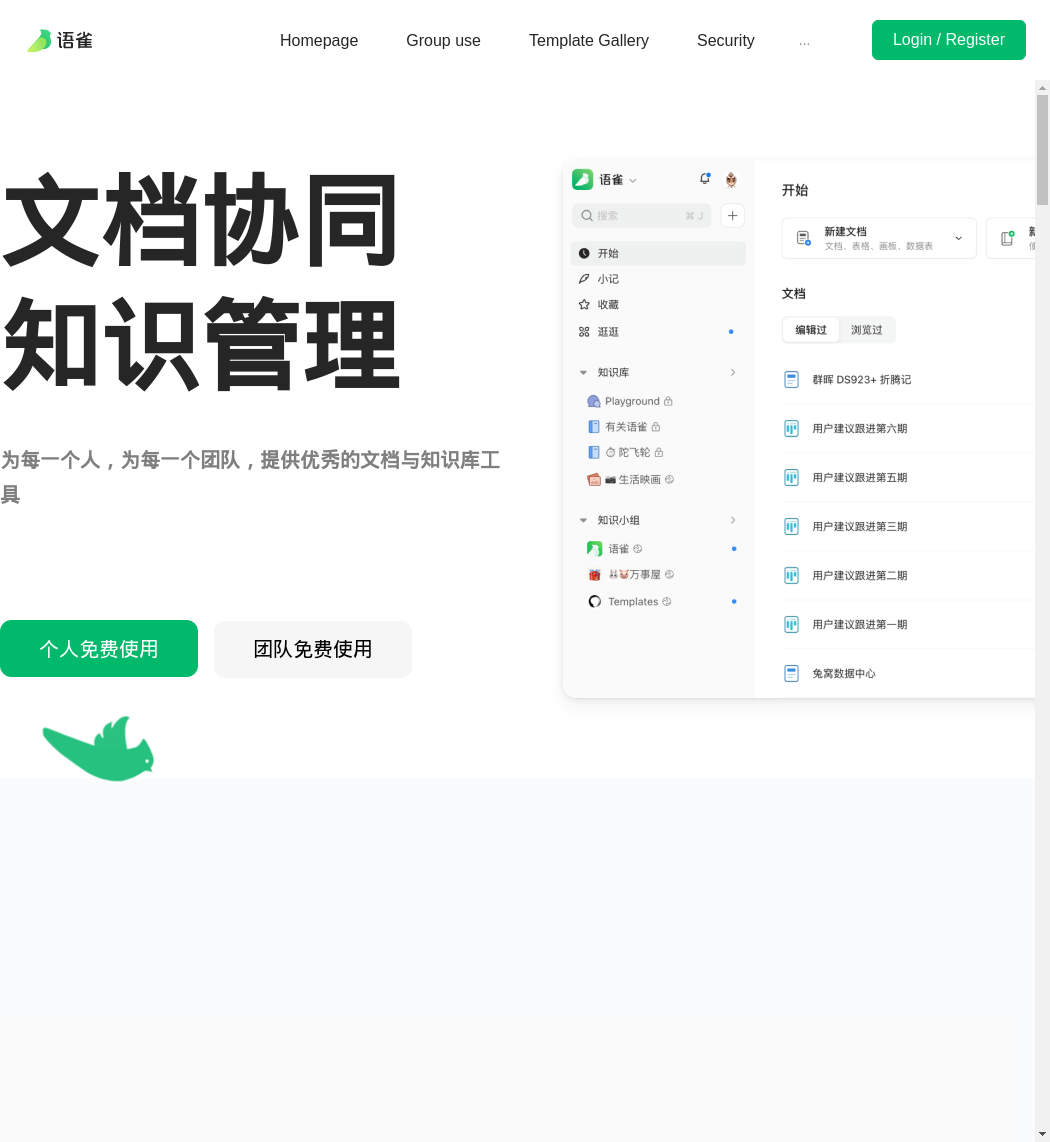 语雀
Homepage
Group use
Template Gallery
Security
...
Login / Register
文档协同
知识管理
为每一个人，为每一个团队，提供优秀的文档与知识库工
具
个人免费使用
团队免费使用
语雀
搜索
⌘ J
开始
小记
收藏
逛逛
知识库
Playground
有关语雀
⏱ 陀飞轮
📷 生活映画
知识小组
语雀
🐰🐷万事屋
Templates
开始
新建文档
文档、表格、画板、数据表
文档
编辑过
浏览过
群晖 DS923+ 折腾记
用户建议跟进第六期
用户建议跟进第五期
用户建议跟进第三期
用户建议跟进第二期
用户建议跟进第一期
兔窝数据中心